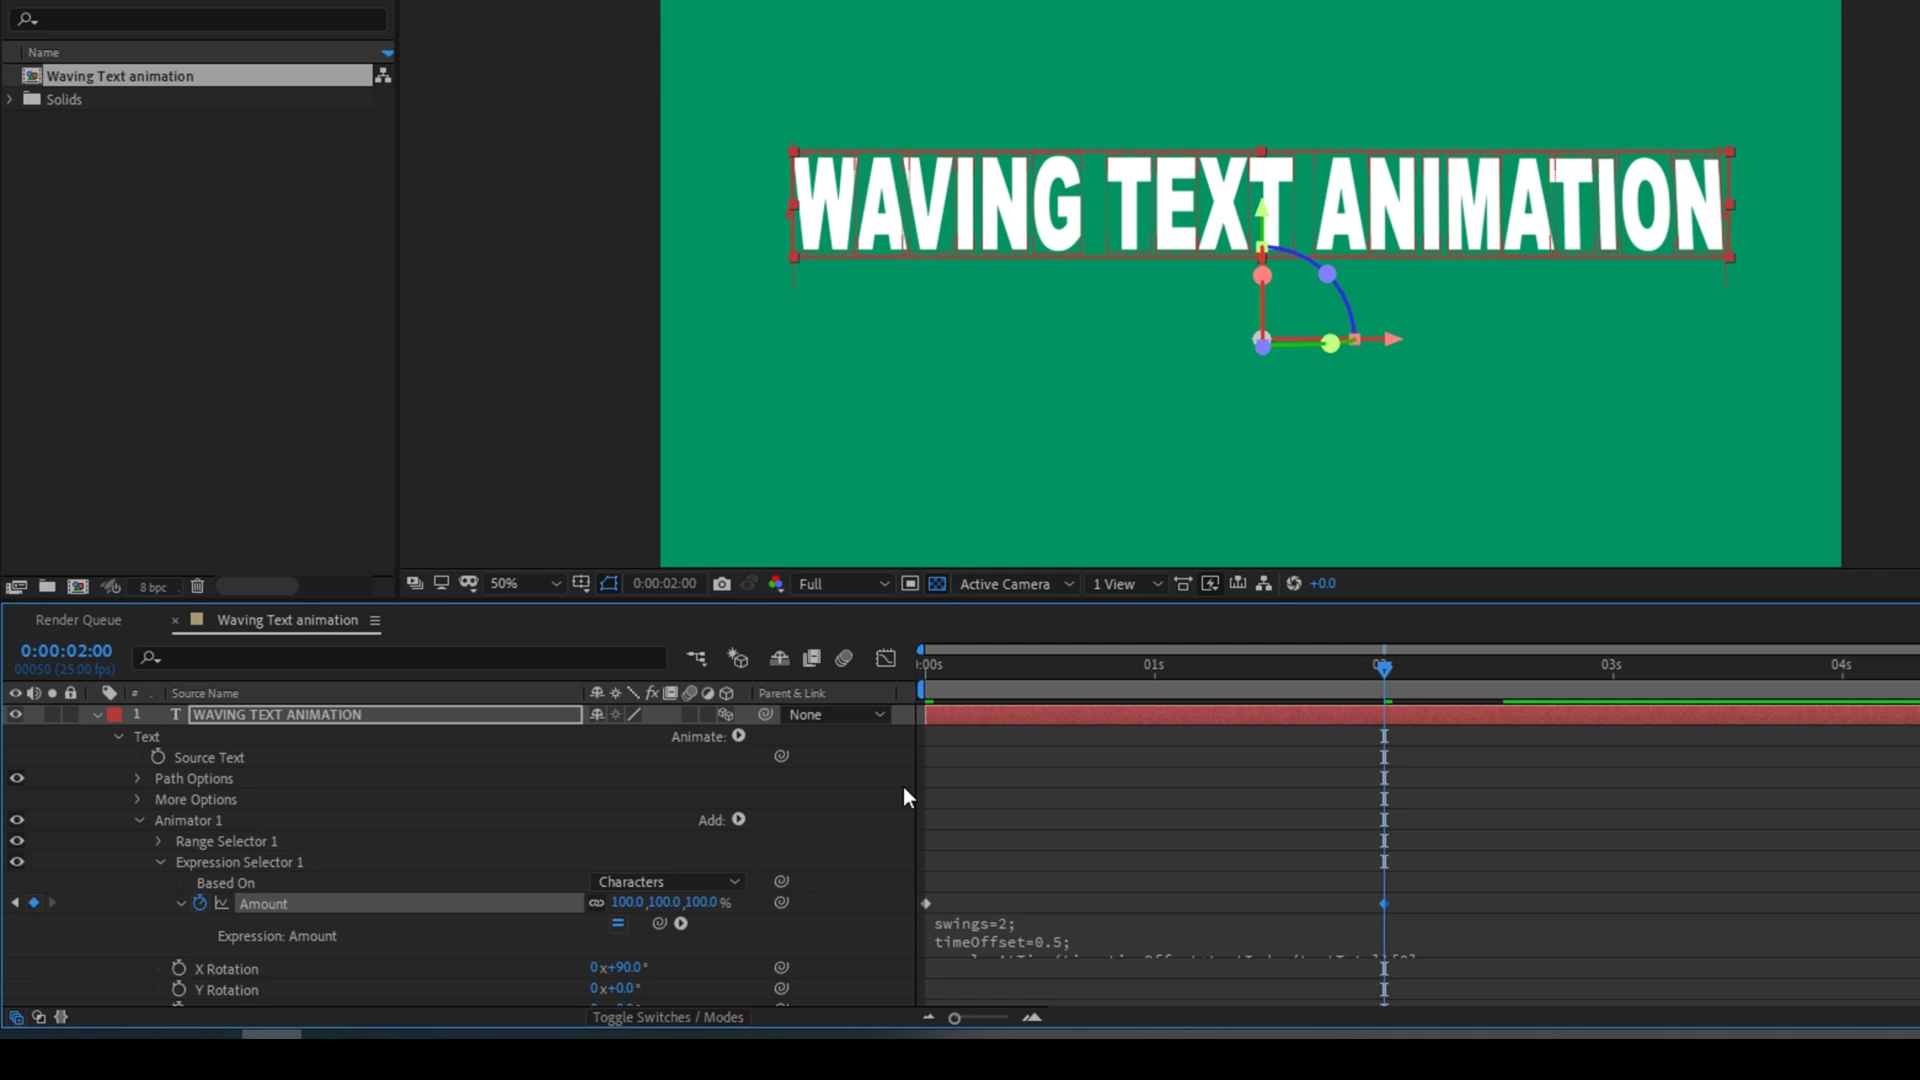 Name
Waving Text animation
Solids
WAVING TEXT ANIMATION
8 bpc
50%
0:00:02:00
Full
Active Camera
1 View
+0.0
Render Queue
Waving Text animation
0:00:02:00
00050 (25.00 fps)
:00s
01s
03s
04s
#
Source Name
fx
Parent & Link
1
T
WAVING TEXT ANIMATION
None
Text
Animate:
Source Text
Path Options
More Options
Animator 1
Add:
Range Selector 1
Expression Selector 1
Based On
Characters
Amount
100.0,100.0,100.0%
Expression: Amount
swings=2;
timeOffset=0.5;
X Rotation
0x+90.0°
Y Rotation
0x+0.0°
Toggle Switches / Modes